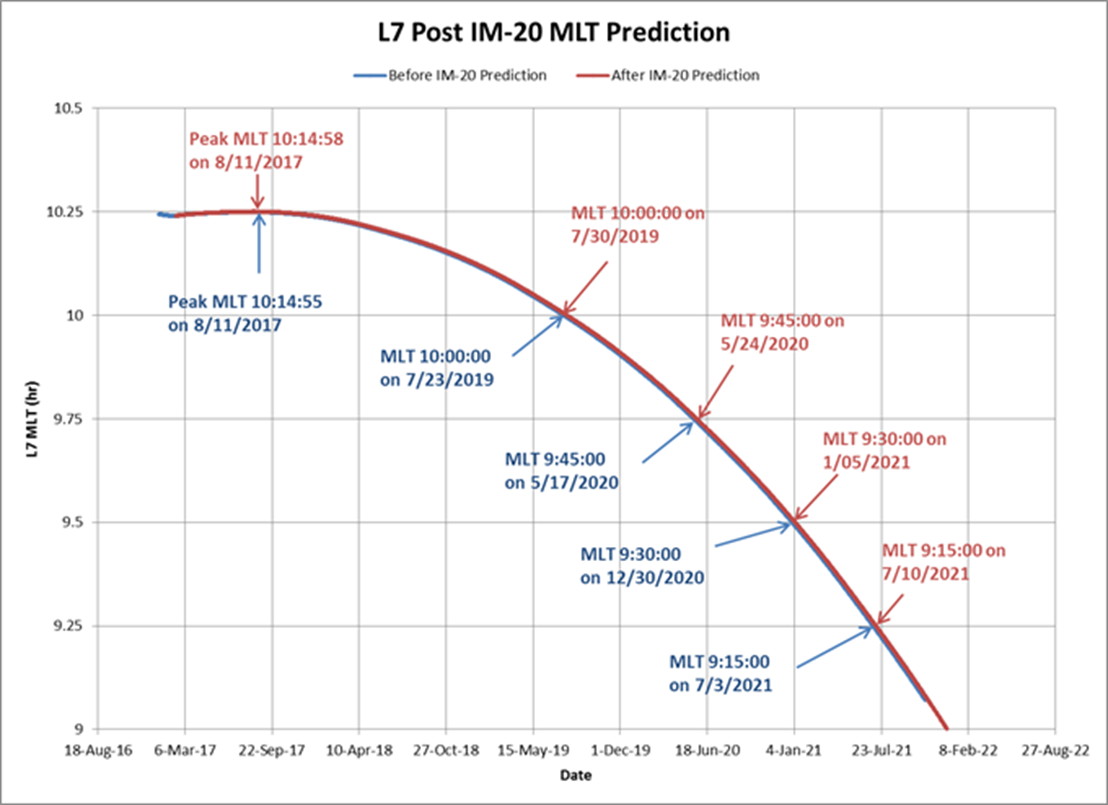 L7 Post IM-20 MLT Prediction
Before IM-20 Prediction After IM-20 Prediction
10.5
Peak MLT 10:14:58
on 8/11/2017
10.25
MLT 10:00:00 on
7/30/2019
Peak MLT 10:14:55
on 8/11/2017
10
MLT 9:45:00 on
5/24/2020
MLT 10:00:00
on 7/23/2019
9.75
L7 MLT (hr)
MLT 9:30:00 on
1/05/2021
MLT 9:45:00
on 5/17/2020
9.5
MLT 9:15:00 on
7/10/2021
MLT 9:30:00
on 12/30/2020
9.25
MLT 9:15:00
on 7/3/2021
9
18-Aug-16 6-Mar-17 22-Sep-17 10-Apr-18 27-Oct-18 15-May-19 1-Dec-19 18-Jun-20 4-Jan-21 23-Jul-21 8-Feb-22 27-Aug-22
Date